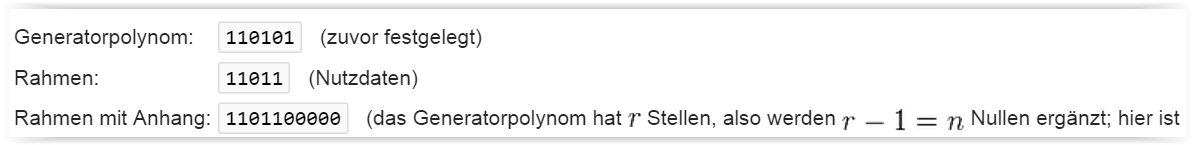 Generatorpolynom: 110101 (zuvor festgelegt)
Rahmen: 11011 (Nutzdaten)
Rahmen mit Anhang: 1101100000 (das Generatorpolynom hat r Stellen, also werden r − 1 = n Nullen ergänzt; hier ist